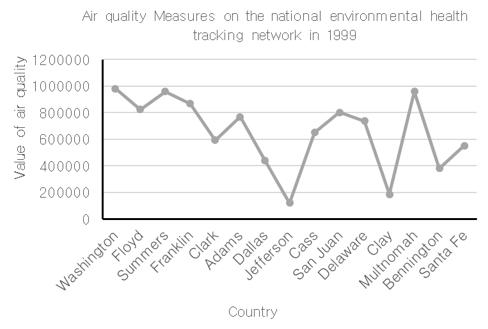 Air quality Measures on the national environmental health
tracking network in 1999
Value of air quality
1200000
1000000
800000
600000
400000
200000
0
Washington
Floyd
Summers
Franklin
Clark
Adams
Dallas
Jefferson
Cass
San Juan
Delaware
Clay
Multnomah
Bennington
Santa Fe
Country